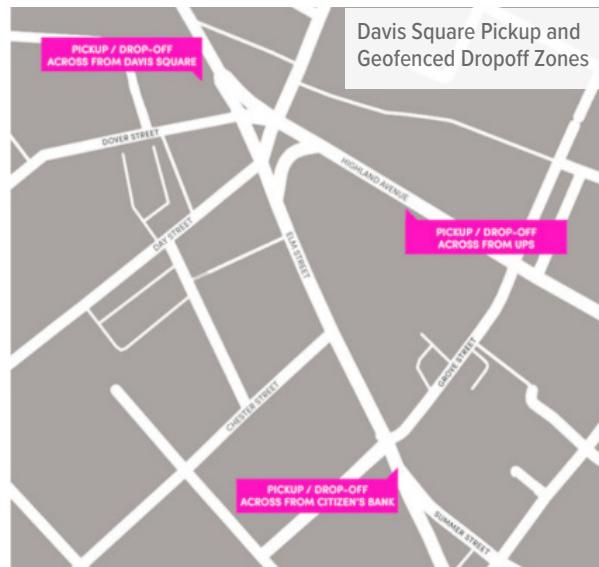 Davis Square Pickup and
Geofenced Dropoff Zones
PICKUP / DROP-OFF
ACROSS FROM DAVIS SQUARE
DOVER STREET
HIGHLAND AVENUE
DAY STREET
ELM STREET
PICKUP / DROP-OFF
ACROSS FROM UPS
GROVE STREET
CHESTER STREET
PICKUP / DROP-OFF
ACROSS FROM CITIZEN'S BANK
SUMMER STREET